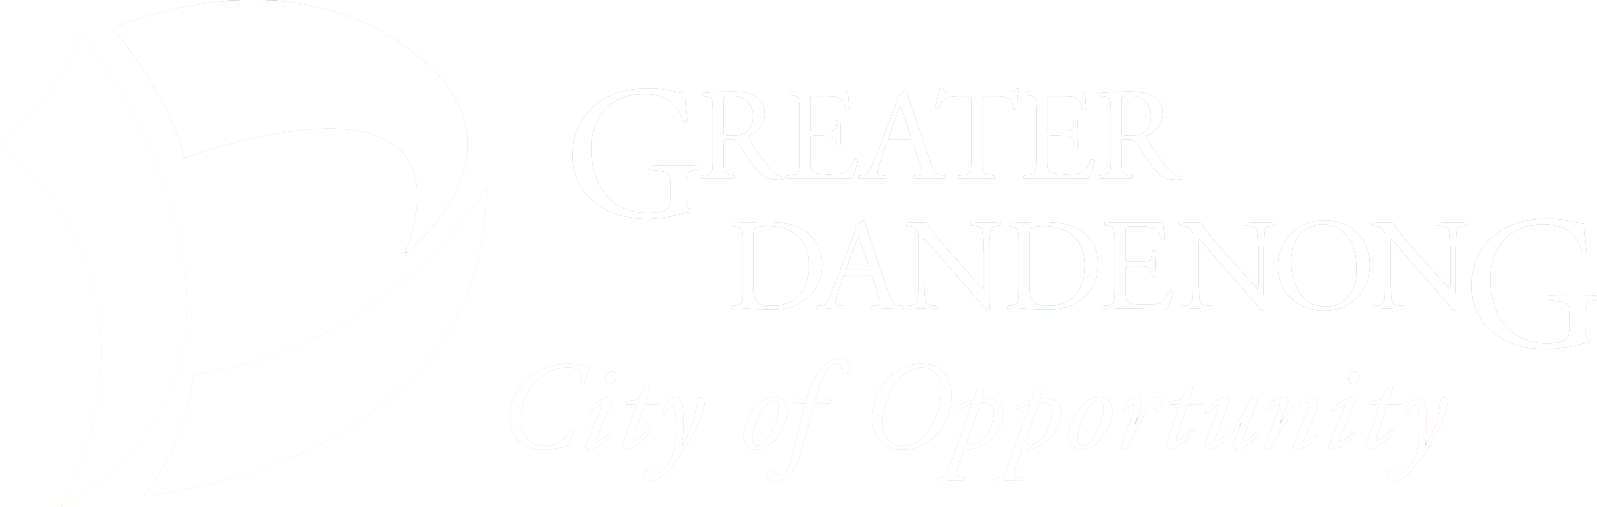 GREATER
DANDENONG
City of Opportunity